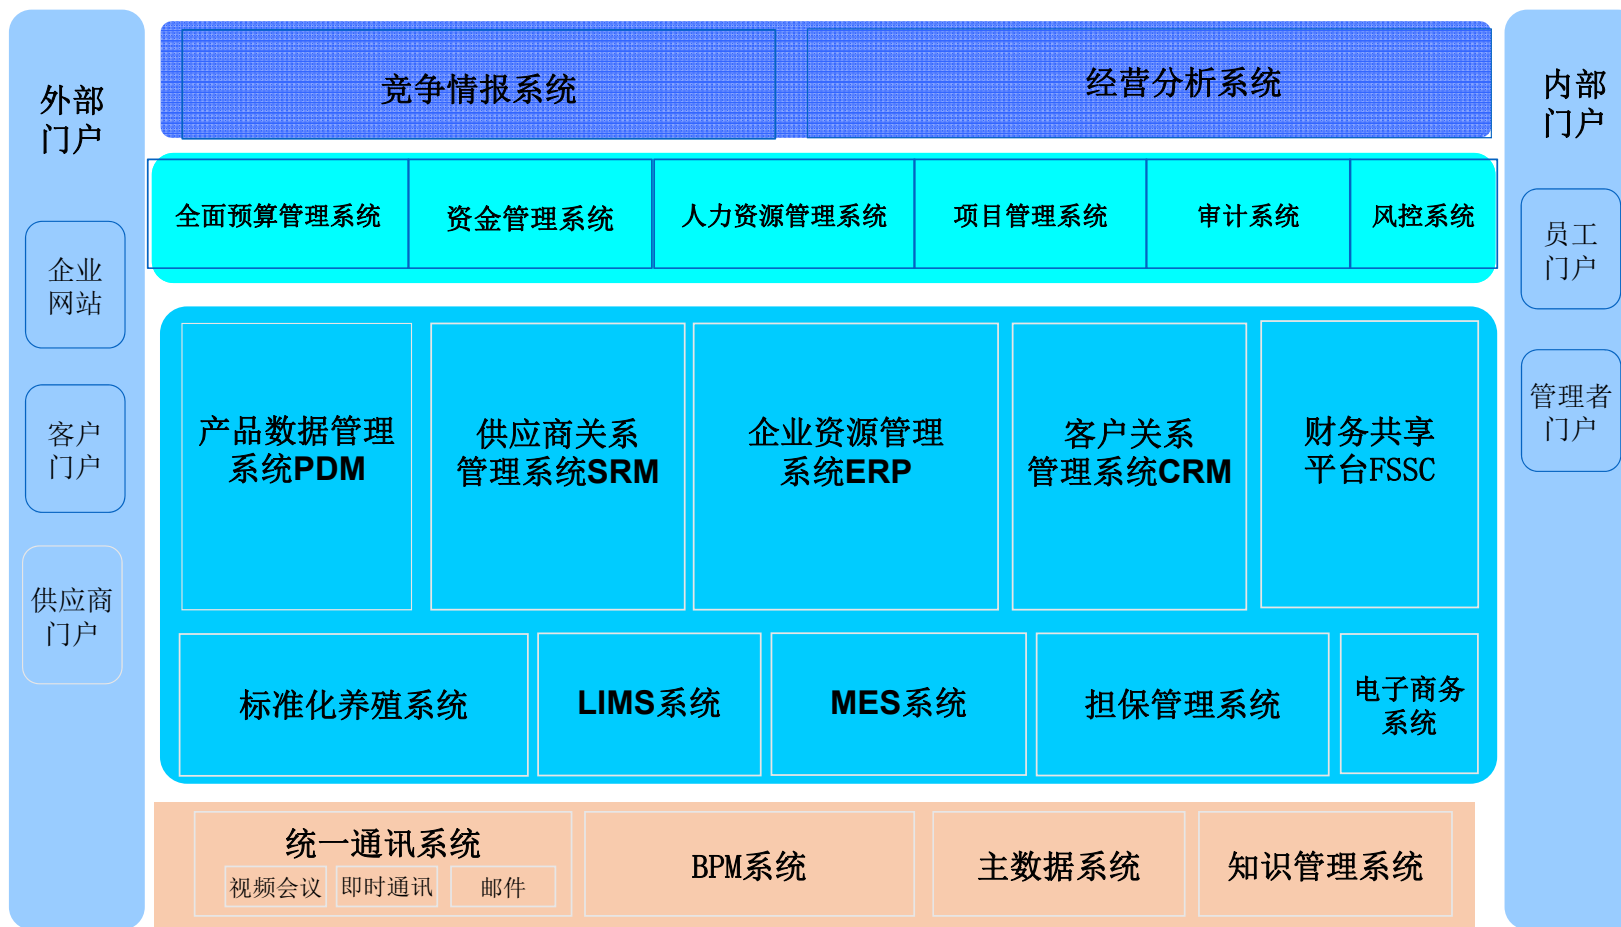 外部
门户
企业
网站
客户
门户
供应商
门户
竞争情报系统
经营分析系统
全面预算管理系统
资金管理系统
人力资源管理系统
项目管理系统
审计系统
风控系统
产品数据管理
系统PDM
供应商关系
管理系统SRM
企业资源管理
系统ERP
客户关系
管理系统CRM
财务共享
平台FSSC
标准化养殖系统
LIMS系统
MES系统
担保管理系统
电子商务
系统
统一通讯系统
视频会议
即时通讯
邮件
BPM系统
主数据系统
知识管理系统
内部
门户
员工
门户
管理者
门户